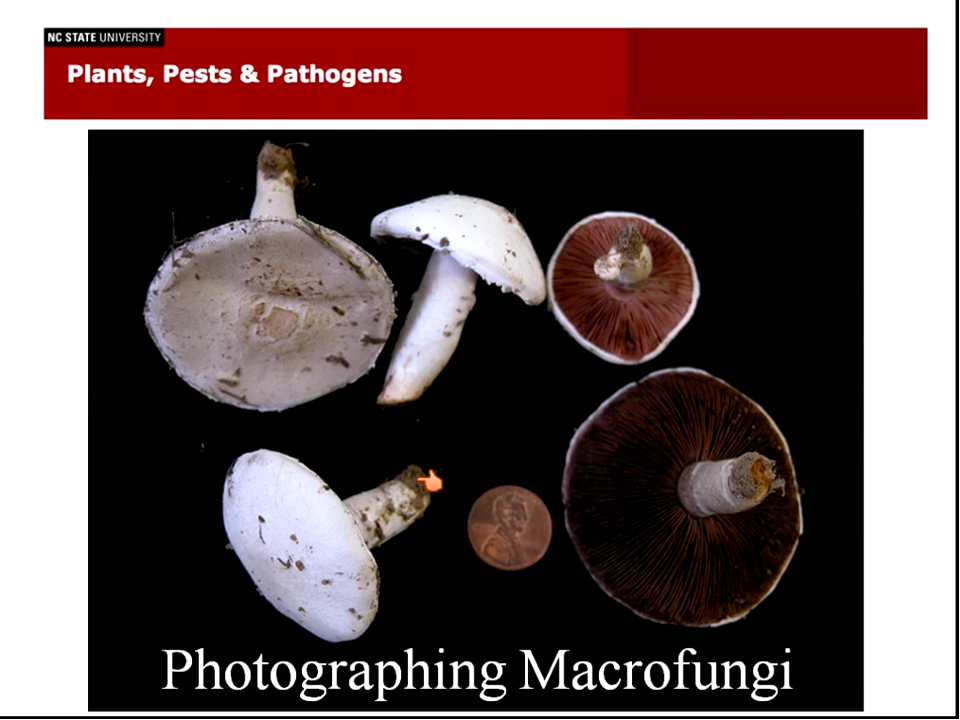 NC STATE UNIVERSITY
Plants, Pests & Pathogens
Photographing Macrofungi